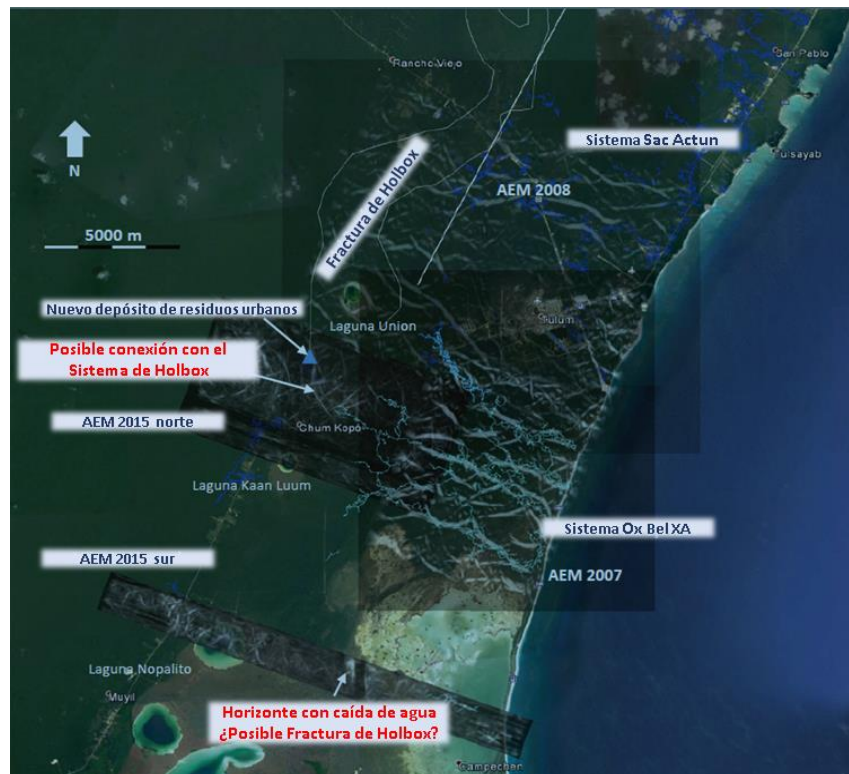 San Pablo
Rancho Viejo
Sistema Sac Actun
Tulsayab
N
AEM 2008
Fractura de Holbox
5000 m
Nuevo depósito de residuos urbanos
Laguna Union
Tulum
Posible conexión con el
Sistema de Holbox
AEM 2015 norte
Chum Kopó
Laguna Kaan Luum
Sistema Ox Bel XA
AEM 2015 sur
AEM 2007
Laguna Nopalito
Muyil
Horizonte con caída de agua
¿Posible Fractura de Holbox?
Campechen